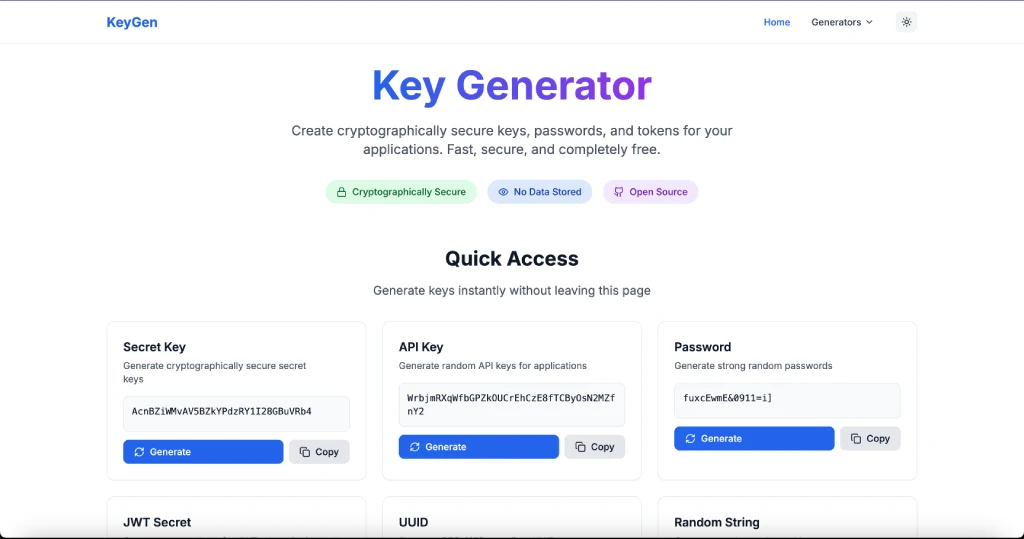 KeyGen
Home
Generators
Key Generator
Create cryptographically secure keys, passwords, and tokens for your
applications. Fast, secure, and completely free.
Cryptographically Secure
No Data Stored
Open Source
Quick Access
Generate keys instantly without leaving this page
Secret Key
Generate cryptographically secure secret
keys
AcnBZiWMvAV5BZkYPdzRY1I28GBuVRb4
Generate
Copy
API Key
Generate random API keys for applications
WrbjmRXqWfbGPZkOUCrEhCzE8fTCByOsN2MZf
nY2
Generate
Copy
Password
Generate strong random passwords
fuxcEwmE&0911=i]
Generate
Copy
JWT Secret
UUID
Random String